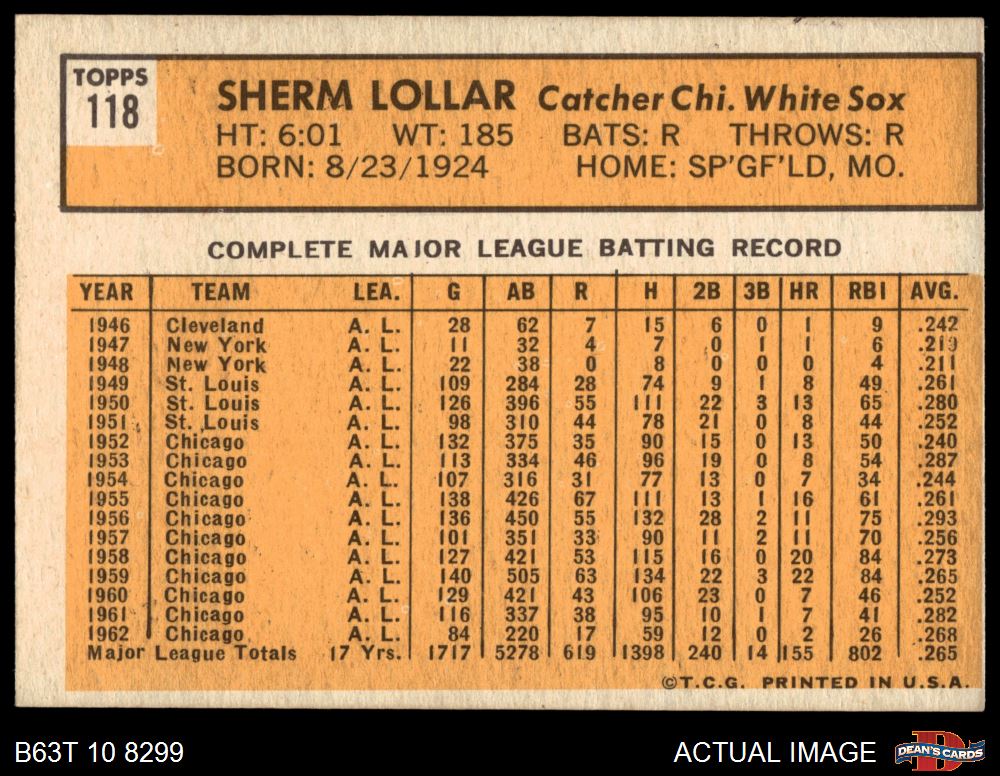 TOPPS
118
SHERM LOLLAR Catcher Chi. White Sox
HT: 6:01 WT: 185 BATS: R THROWS: R
BORN: 8/23/1924 HOME: SP'GF'LD, MO.
COMPLETE MAJOR LEAGUE BATTING RECORD
YEAR TEAM LEA. G AB R H 2B 3B HR RBI AVG.
1946 Cleveland A. L. 28 62 7 15 6 0 1 9 .242
1947 New York A. L. 11 32 4 7 0 1 1 6 .219
1948 New York A. L. 22 38 0 8 0 0 0 4 .211
1949 St. Louis A. L. 109 284 28 74 9 1 8 49 .261
1950 St. Louis A. L. 126 396 55 111 22 3 13 65 .280
1951 St. Louis A. L. 98 310 44 78 21 0 8 44 .252
1952 Chicago A. L. 132 375 35 90 15 0 13 50 .240
1953 Chicago A. L. 113 334 46 96 19 0 8 54 .287
1954 Chicago A. L. 107 316 31 77 13 0 7 34 .244
1955 Chicago A. L. 138 426 67 111 13 1 16 61 .261
1956 Chicago A. L. 136 450 55 132 28 2 11 75 .293
1957 Chicago A. L. 101 351 33 90 11 2 11 70 .256
1958 Chicago A. L. 127 421 53 115 16 0 20 84 .273
1959 Chicago A. L. 140 505 63 134 22 3 22 84 .265
1960 Chicago A. L. 129 421 43 106 23 0 7 46 .252
1961 Chicago A. L. 116 337 38 95 10 1 7 41 .282
1962 Chicago A. L. 84 220 17 59 12 0 2 26 .268
Major League Totals 17 Yrs. 1717 5278 619 1398 240 14 155 802 .265
©T.C.G. PRINTED IN U.S.A.
B63T 10 8299 ACTUAL IMAGE DEAN'S CARDS